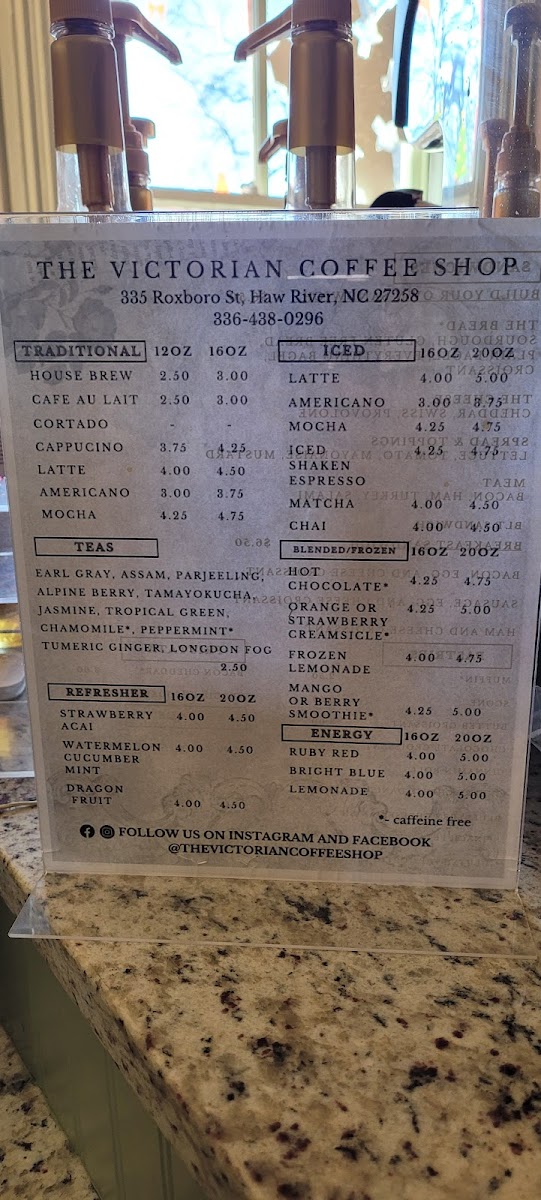 THE VICTORIAN COFFEE SHOP
335 Roxboro St, Haw River, NC 27258
336-438-0296
TRADITIONAL 12OZ 16OZ
HOUSE BREW 2.50 3.00
CAFE AU LAIT 2.50 3.00
CORTADO - -
CAPPUCINO 3.75 4.25
LATTE 4.00 4.50
AMERICANO 3.00 3.75
MOCHA 4.25 4.75
TEAS
EARL GRAY, ASSAM, PARJEELING,
ALPINE BERRY, TAMAYOKUCHA,
JASMINE, TROPICAL GREEN,
CHAMOMILE*, PEPPERMINT*
TUMERIC GINGER, LONGDON FOG
2.50
REFRESHER 16OZ 20OZ
STRAWBERRY 4.00 4.50
ACAI
WATERMELON 4.00 4.50
CUCUMBER
MINT
DRAGON
FRUIT 4.00 4.50
ICED 16OZ 20OZ
LATTE 4.00 5.00
AMERICANO 3.00 3.75
MOCHA 4.25 4.75
ICED 4.25 4.75
SHAKEN
ESPRESSO
MATCHA 4.00 4.50
CHAI 4.00 4.50
BLENDED/FROZEN 16OZ 20OZ
HOT
CHOCOLATE* 4.25 4.75
ORANGE OR 4.25 5.00
STRAWBERRY
CREAMSICLE*
FROZEN 4.00 4.75
LEMONADE
MANGO
OR BERRY
SMOOTHIE* 4.25 5.00
ENERGY 16OZ 20OZ
RUBY RED 4.00 5.00
BRIGHT BLUE 4.00 5.00
LEMONADE 4.00 5.00
*- caffeine free
FOLLOW US ON INSTAGRAM AND FACEBOOK
@THEVICTORIANCOFFEESHOP